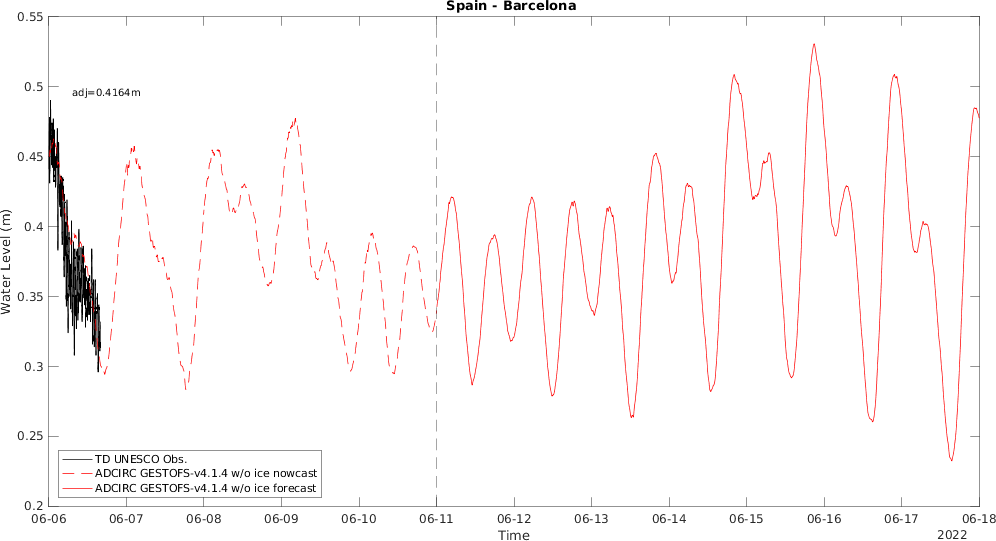 Spain - Barcelona
0.55
0.5
0.45
0.4
0.35
0.3
0.25
0.2
Water Level (m)
adj=0.4164m
TD UNESCO Obs.
ADCIRC GESTOFS-v4.1.4 w/o ice nowcast
ADCIRC GESTOFS-v4.1.4 w/o ice forecast
06-06 06-07 06-08 06-09 06-10 06-11 06-12 06-13 06-14 06-15 06-16 06-17 06-18
Time
2022